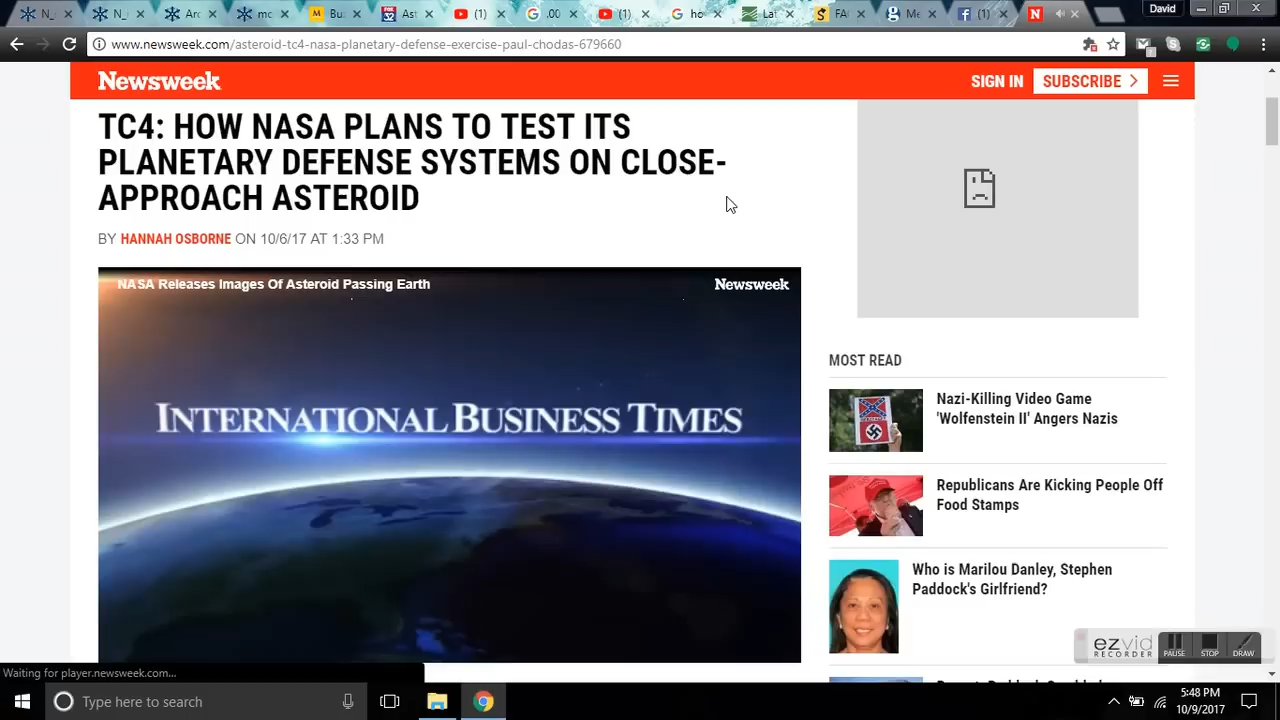 David
(1)
.00
(1)
(1)
www.newsweek.com/asteroid-tc4-nasa-planetary-defense-exercise-paul-chodas-679660
Newsweek
SIGN IN
SUBSCRIBE >
TC4: HOW NASA PLANS TO TEST ITS
PLANETARY DEFENSE SYSTEMS ON CLOSE-
APPROACH ASTEROID
BY HANNAH OSBORNE ON 10/6/17 AT 1:33 PM
NASA Releases Images Of Asteroid Passing Earth
Newsweek
INTERNATIONAL BUSINESS TIMES
MOST READ
Nazi-Killing Video Game
'Wolfenstein II' Angers Nazis
Republicans Are Kicking People Off
Food Stamps
Who is Marilou Danley, Stephen
Paddock's Girlfriend?
ezvid
RECORDER
PAUSE
STOP
DRAW
Waiting for player.newsweek.com...
Type here to search
5:48 PM
10/9/2017